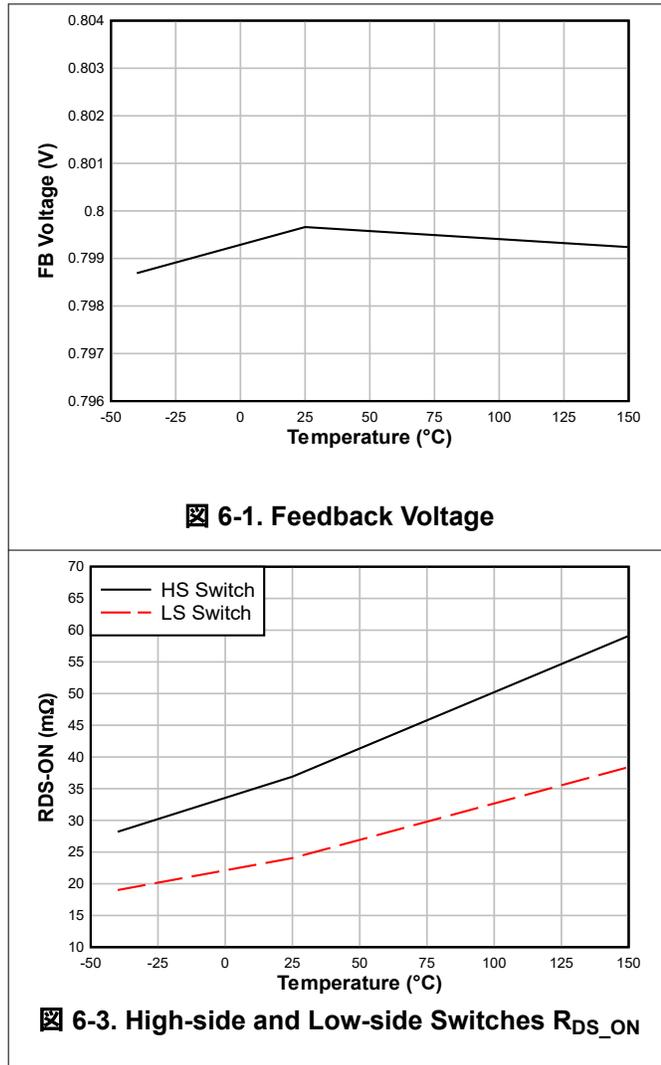 0.804
0.803
0.802
0.801
0.8
0.799
0.798
0.797
0.796
FB Voltage (V)
-50 -25 0 25 50 75 100 125 150
Temperature (°C)
図 6-1. Feedback Voltage
70
65
60
55
50
45
40
35
30
25
20
15
10
RDS-ON (mΩ)
HS Switch
LS Switch
-50 -25 0 25 50 75 100 125 150
Temperature (°C)
図 6-3. High-side and Low-side Switches RDS_ON